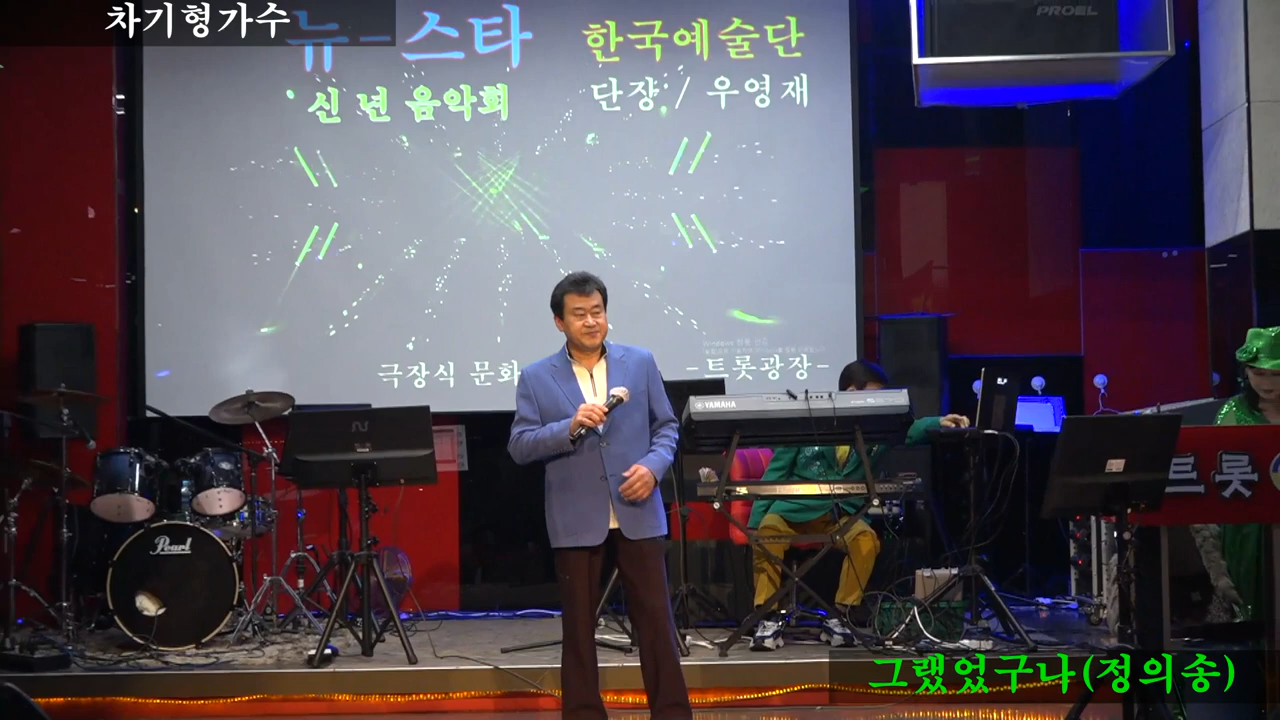 차기형가수
뉴-스타 한국예술단
신년 음악회 단장 / 우영재
극장식 문화
-트롯광장-
PROEL
YAMAHA
Pearl
트롯
그랬었구나(정의송)